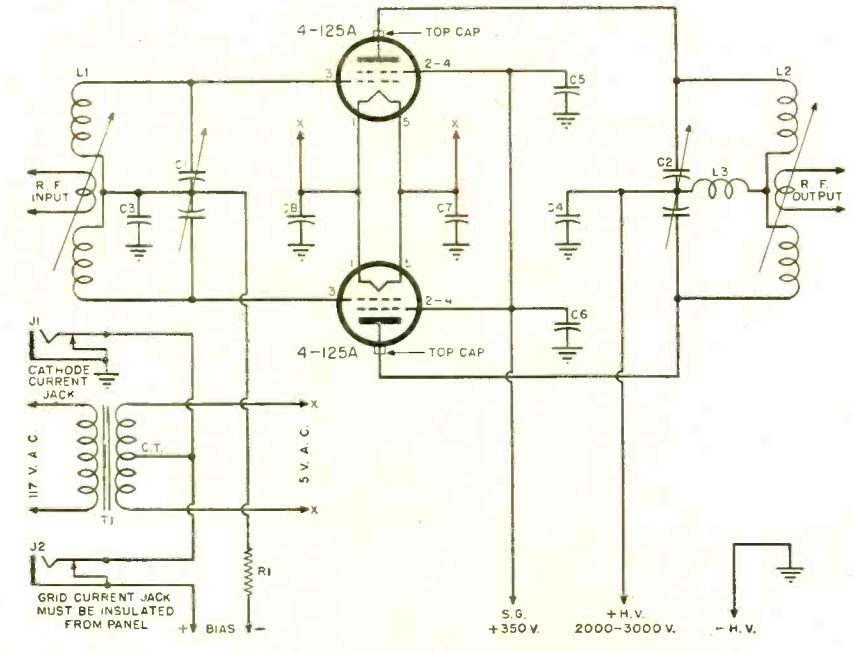 4-125A
TOP CAP
L1
3
2-4
C5
L2
1
5
X
X
C1
C2
L3
R.F.
INPUT
C3
C8
C7
C4
R.F.
OUTPUT
1
5
3
2-4
C6
J1
4-125A
TOP CAP
CATHODE
CURRENT
JACK
X
117 V. A.C.
C.T.
5 V. A. C.
X
T1
J2
R1
GRID CURRENT JACK
MUST BE INSULATED
FROM PANEL
+ BIAS -
S.G.
+350 V.
+ H.V.
2000-3000 V.
- H.V.